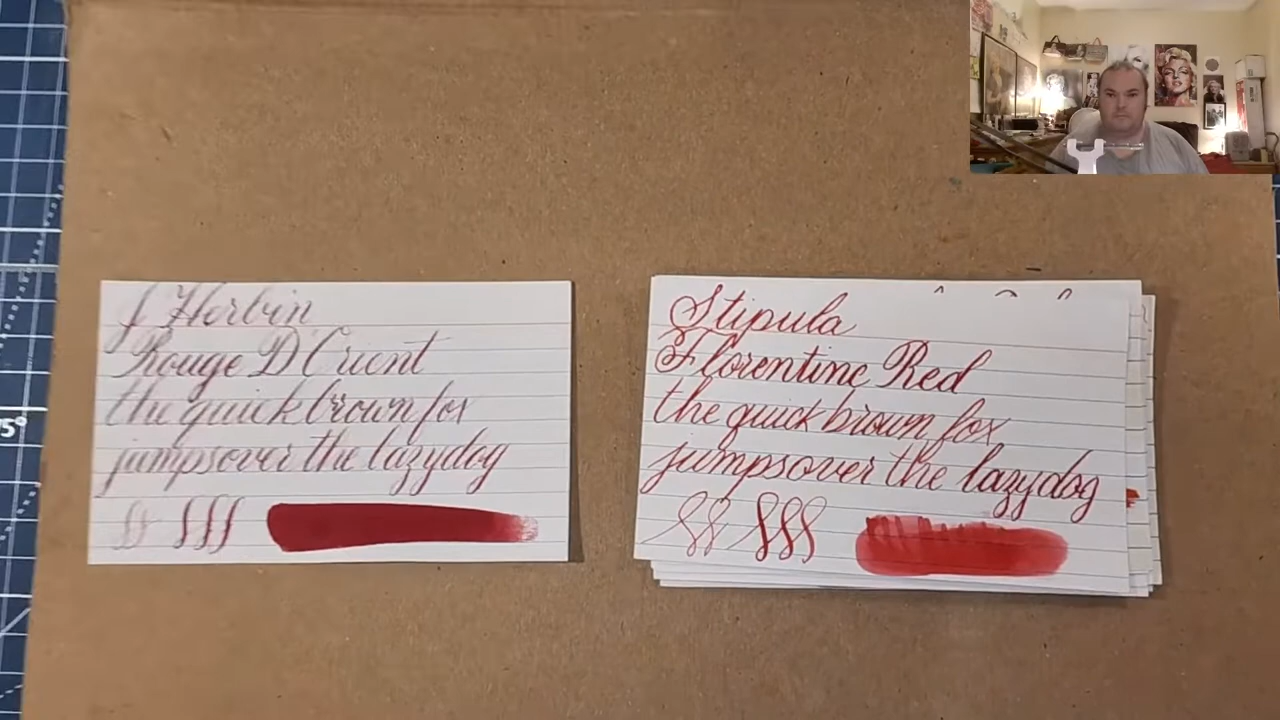 J Herbin
Rouge D'Orient
the quick brown fox
jumpsover the lazydog
Stipula
Florentine Red
the quick brown fox
jumpsover the lazydog
5°